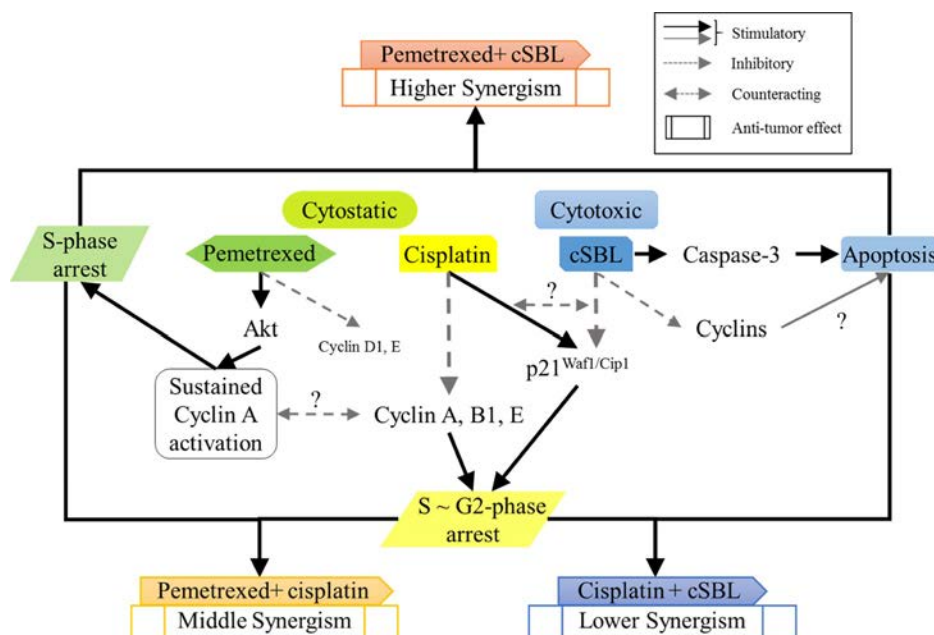 Pemetrexed+ cSBL
Higher Synergism
Stimulatory
Inhibitory
Counteracting
Anti-tumor effect
Cytostatic
Cytotoxic
S-phase
arrest
Pemetrexed
Cisplatin
cSBL
Caspase-3
Apoptosis
?
Akt
Cyclin D1, E
Cyclins
?
p21Waf1/Cip1
Sustained
Cyclin A
activation
?
Cyclin A, B1, E
S ~ G2-phase
arrest
Pemetrexed+ cisplatin
Middle Synergism
Cisplatin + cSBL
Lower Synergism